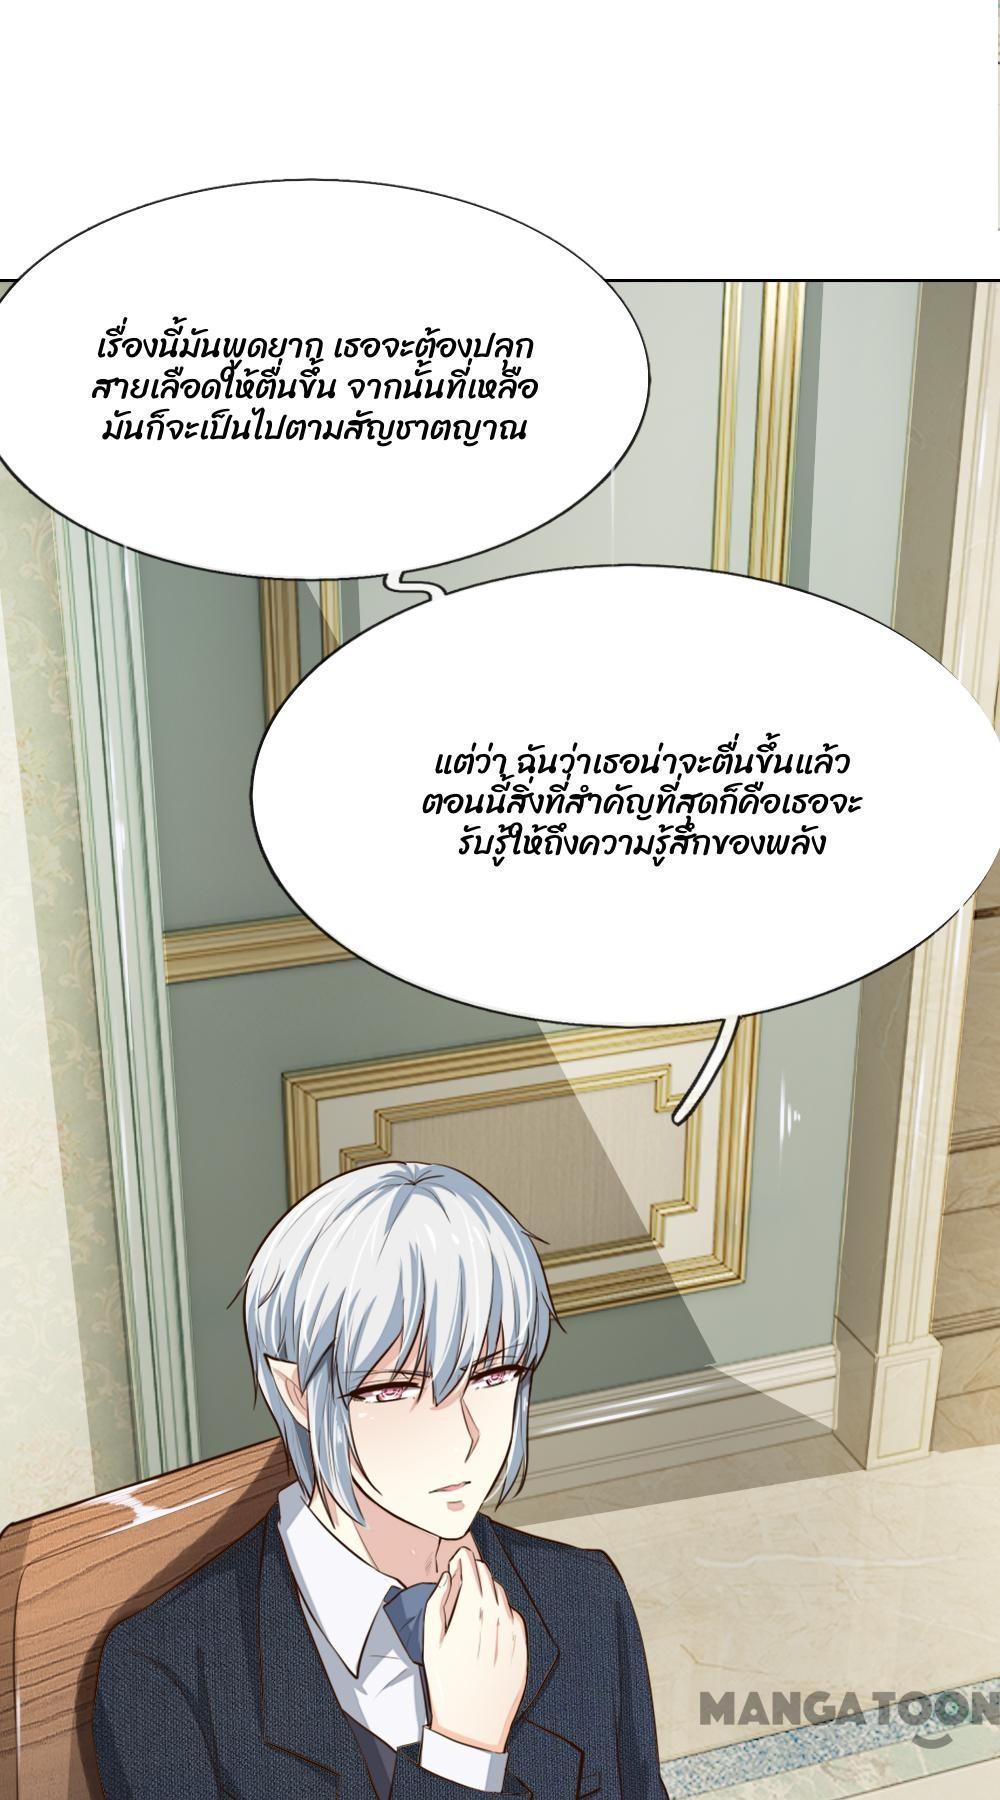 เรื่องนี้มันพูดยาก เธอจะต้องปลุก
สายเลือดให้ตื่นขึ้น จากนั้นที่เหลือ
มันก็จะเป็นไปตามสัญชาตญาณ
แต่ว่า ฉันว่าเธอน่าจะตื่นขึ้นแล้ว
ตอนนี้สิ่งที่สำคัญที่สุดก็คือเธอจะ
รับรู้ให้ถึงความรู้สึกของพลัง
MANGATOON